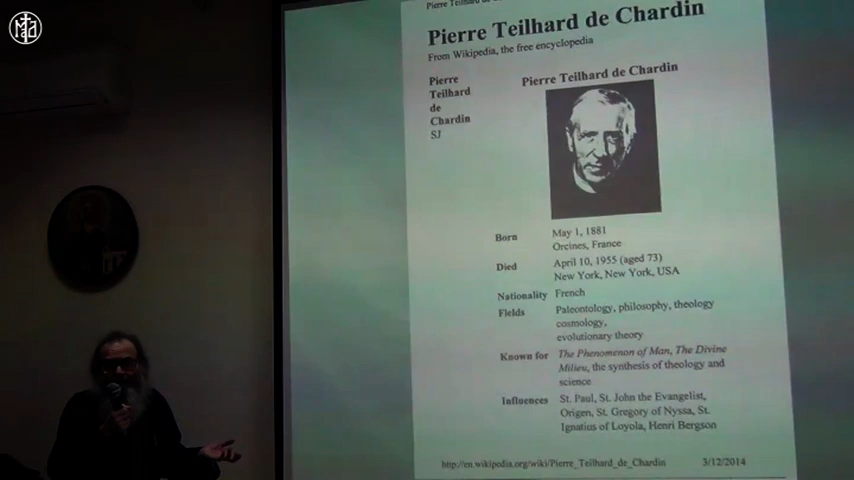 Pierre Teilhard de Chardin
From Wikipedia, the free encyclopedia
Pierre
Teilhard
de
Chardin
SJ
Pierre Teilhard de Chardin
Born May 1, 1881
Orcines, France
Died April 10, 1955 (aged 73)
New York, New York, USA
Nationality French
Fields Paleontology, philosophy, theology
cosmology,
evolutionary theory
Known for The Phenomenon of Man, The Divine
Milieu, the synthesis of theology and
science
Influences St. Paul, St. John the Evangelist,
Origen, St. Gregory of Nyssa, St.
Ignatius of Loyola, Henri Bergson
http://en.wikipedia.org/wiki/Pierre_Teilhard_de_Chardin 3/12/2014